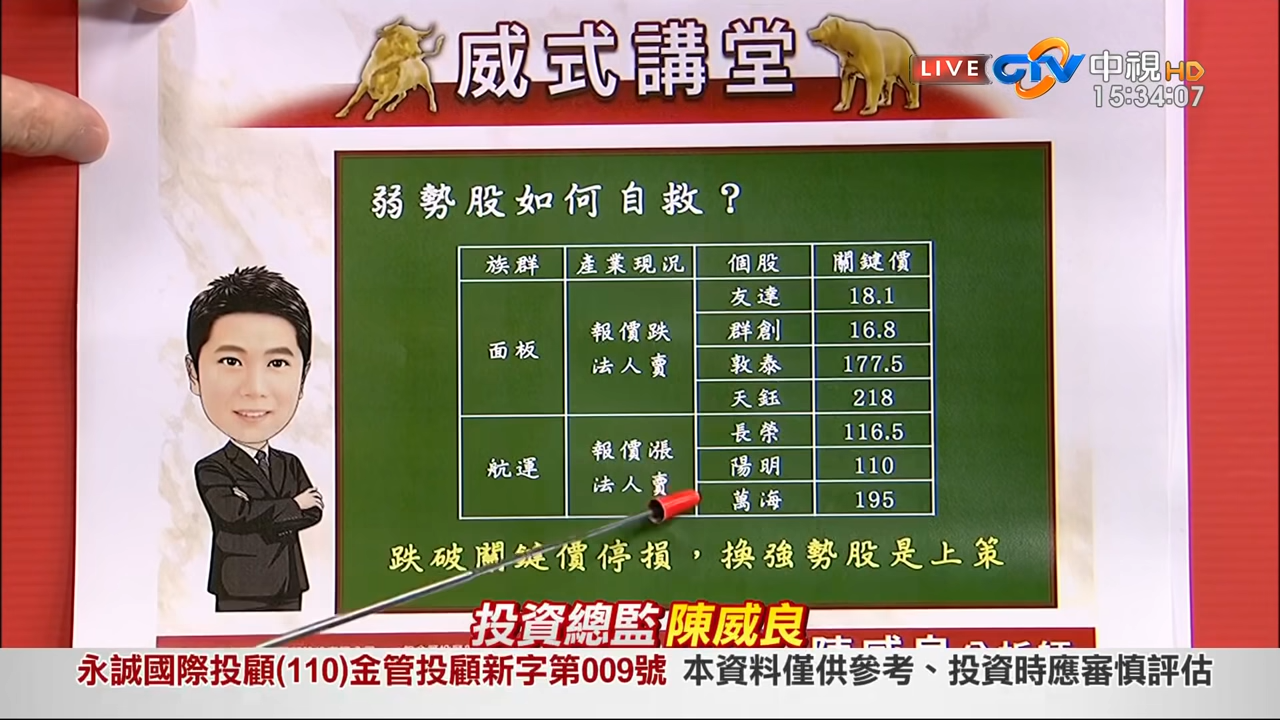 威式講堂
LIVE CTV 中視HD
15:34:07
弱勢股如何自救？
族群 產業現況 個股 關鍵價
面板 報價跌 法人賣
友達 18.1
群創 16.8
敦泰 177.5
天鈺 218
航運 報價漲 法人賣
長榮 116.5
陽明 110
萬海 195
跌破關鍵價停損，換強勢股是上策
投資總監 陳威良
永誠國際投顧(110)金管投顧新字第009號 本資料僅供參考、投資時應審慎評估